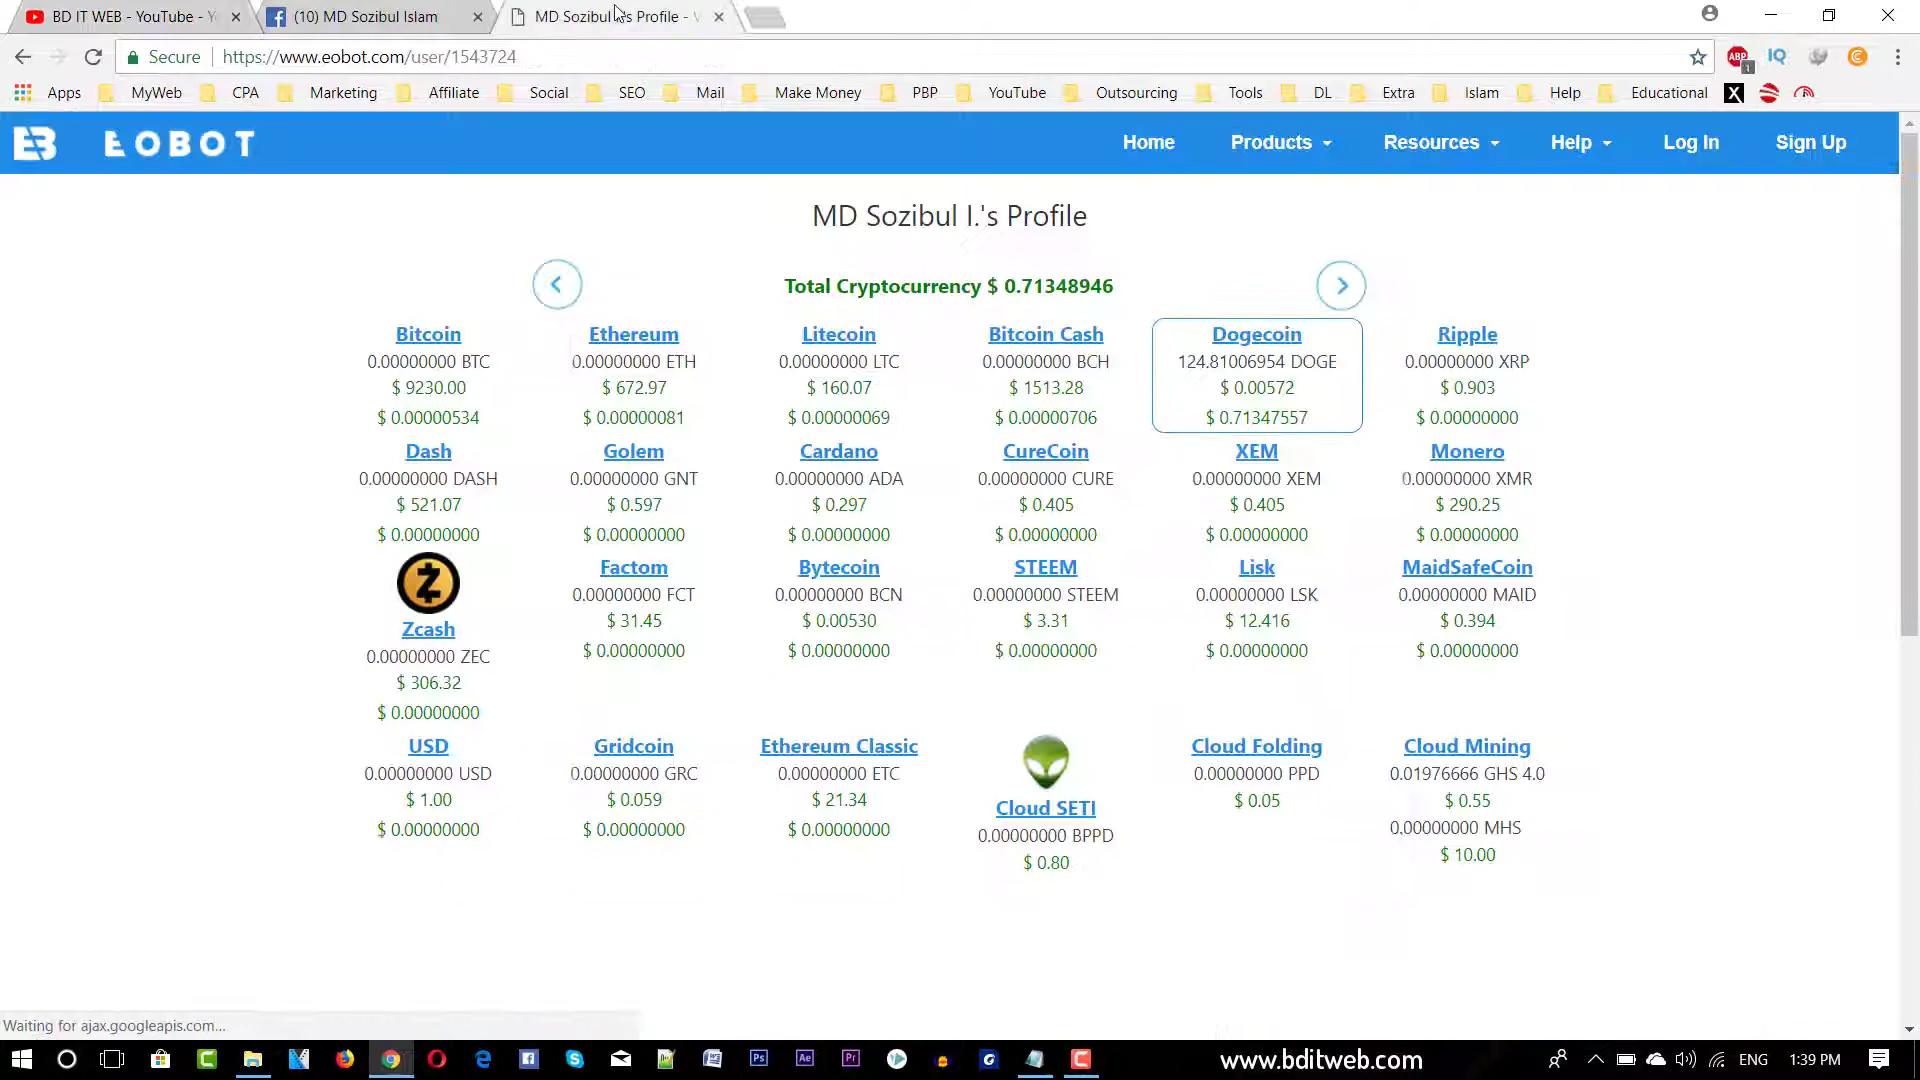 BD IT WEB - YouTube - Y
(10) MD Sozibul Islam
MD Sozibul I.'s Profile -
Secure https://www.eobot.com/user/1543724
ABP 1 IQ
Apps MyWeb CPA Marketing Affiliate Social SEO Mail Make Money PBP YouTube Outsourcing Tools DL Extra Islam Help Educational X
EB EOBOT Home Products Resources Help Log In Sign Up
MD Sozibul I.'s Profile
Total Cryptocurrency $ 0.71348946
Bitcoin Ethereum Litecoin Bitcoin Cash Dogecoin Ripple
0.00000000 BTC 0.00000000 ETH 0.00000000 LTC 0.00000000 BCH 124.81006954 DOGE 0.00000000 XRP
$ 9230.00 $ 672.97 $ 160.07 $ 1513.28 $ 0.00572 $ 0.903
$ 0.00000534 $ 0.00000081 $ 0.00000069 $ 0.00000706 $ 0.71347557 $ 0.00000000
Dash Golem Cardano CureCoin XEM Monero
0.00000000 DASH 0.00000000 GNT 0.00000000 ADA 0.00000000 CURE 0.00000000 XEM 0.00000000 XMR
$ 521.07 $ 0.597 $ 0.297 $ 0.405 $ 0.405 $ 290.25
$ 0.00000000 $ 0.00000000 $ 0.00000000 $ 0.00000000 $ 0.00000000 $ 0.00000000
Factom Bytecoin STEEM Lisk MaidSafeCoin
0.00000000 FCT 0.00000000 BCN 0.00000000 STEEM 0.00000000 LSK 0.00000000 MAID
$ 31.45 $ 0.00530 $ 3.31 $ 12.416 $ 0.394
$ 0.00000000 $ 0.00000000 $ 0.00000000 $ 0.00000000 $ 0.00000000
Zcash
0.00000000 ZEC
$ 306.32
$ 0.00000000
USD Gridcoin Ethereum Classic Cloud Folding Cloud Mining
0.00000000 USD 0.00000000 GRC 0.00000000 ETC 0.00000000 PPD 0.01976666 GHS 4.0
$ 1.00 $ 0.059 $ 21.34 $ 0.05 $ 0.55
$ 0.00000000 $ 0.00000000 $ 0.00000000 0.00000000 MHS
$ 10.00
Cloud SETI
0.00000000 BPPD
$ 0.80
Waiting for ajax.googleapis.com...
Ps Ae Pr www.bditweb.com ENG 1:39 PM